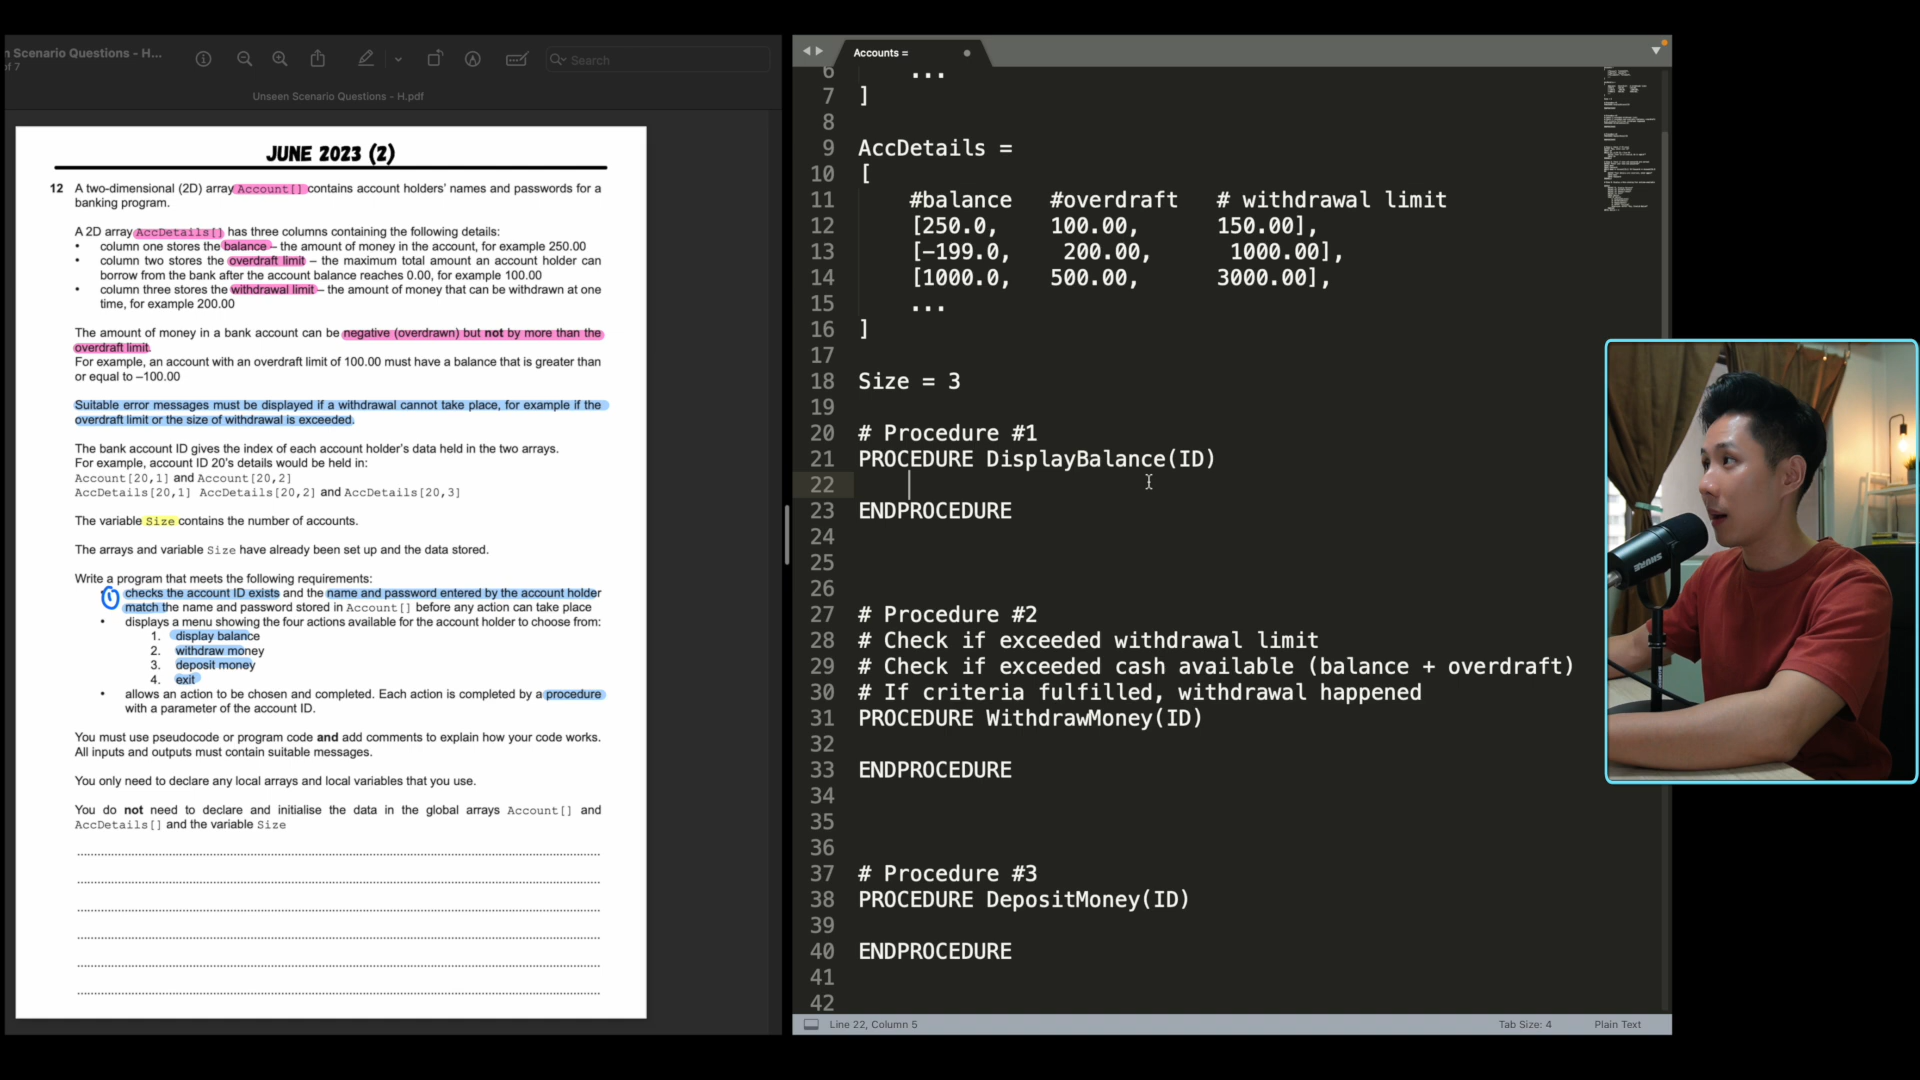 n Scenario Questions - H...
of 7
Search
Unseen Scenario Questions - H.pdf
JUNE 2023 (2)
12 A two-dimensional (2D) array Account[] contains account holders' names and passwords for a
banking program.
A 2D array AccDetails[] has three columns containing the following details:
• column one stores the balance – the amount of money in the account, for example 250.00
• column two stores the overdraft limit – the maximum total amount an account holder can
borrow from the bank after the account balance reaches 0.00, for example 100.00
• column three stores the withdrawal limit – the amount of money that can be withdrawn at one
time, for example 200.00
The amount of money in a bank account can be negative (overdrawn) but not by more than the
overdraft limit.
For example, an account with an overdraft limit of 100.00 must have a balance that is greater than
or equal to –100.00
Suitable error messages must be displayed if a withdrawal cannot take place, for example if the
overdraft limit or the size of withdrawal is exceeded.
The bank account ID gives the index of each account holder's data held in the two arrays.
For example, account ID 20's details would be held in:
Account[20,1] and Account[20,2]
AccDetails[20,1] AccDetails[20,2] and AccDetails[20,3]
The variable Size contains the number of accounts.
The arrays and variable Size have already been set up and the data stored.
Write a program that meets the following requirements:
① checks the account ID exists and the name and password entered by the account holder
match the name and password stored in Account[] before any action can take place
• displays a menu showing the four actions available for the account holder to choose from:
1. display balance
2. withdraw money
3. deposit money
4. exit
• allows an action to be chosen and completed. Each action is completed by a procedure
with a parameter of the account ID.
You must use pseudocode or program code and add comments to explain how your code works.
All inputs and outputs must contain suitable messages.
You only need to declare any local arrays and local variables that you use.
You do not need to declare and initialise the data in the global arrays Account[] and
AccDetails[] and the variable Size
Accounts =
6 ...
7 ]
8
9 AccDetails =
10 [
11 #balance #overdraft # withdrawal limit
12 [250.0, 100.00, 150.00],
13 [-199.0, 200.00, 1000.00],
14 [1000.0, 500.00, 3000.00],
15 ...
16 ]
17
18 Size = 3
19
20 # Procedure #1
21 PROCEDURE DisplayBalance(ID)
22
23 ENDPROCEDURE
24
25
26
27 # Procedure #2
28 # Check if exceeded withdrawal limit
29 # Check if exceeded cash available (balance + overdraft)
30 # If criteria fulfilled, withdrawal happened
31 PROCEDURE WithdrawMoney(ID)
32
33 ENDPROCEDURE
34
35
36
37 # Procedure #3
38 PROCEDURE DepositMoney(ID)
39
40 ENDPROCEDURE
41
42
Line 22, Column 5
Tab Size: 4
Plain Text
SHURE